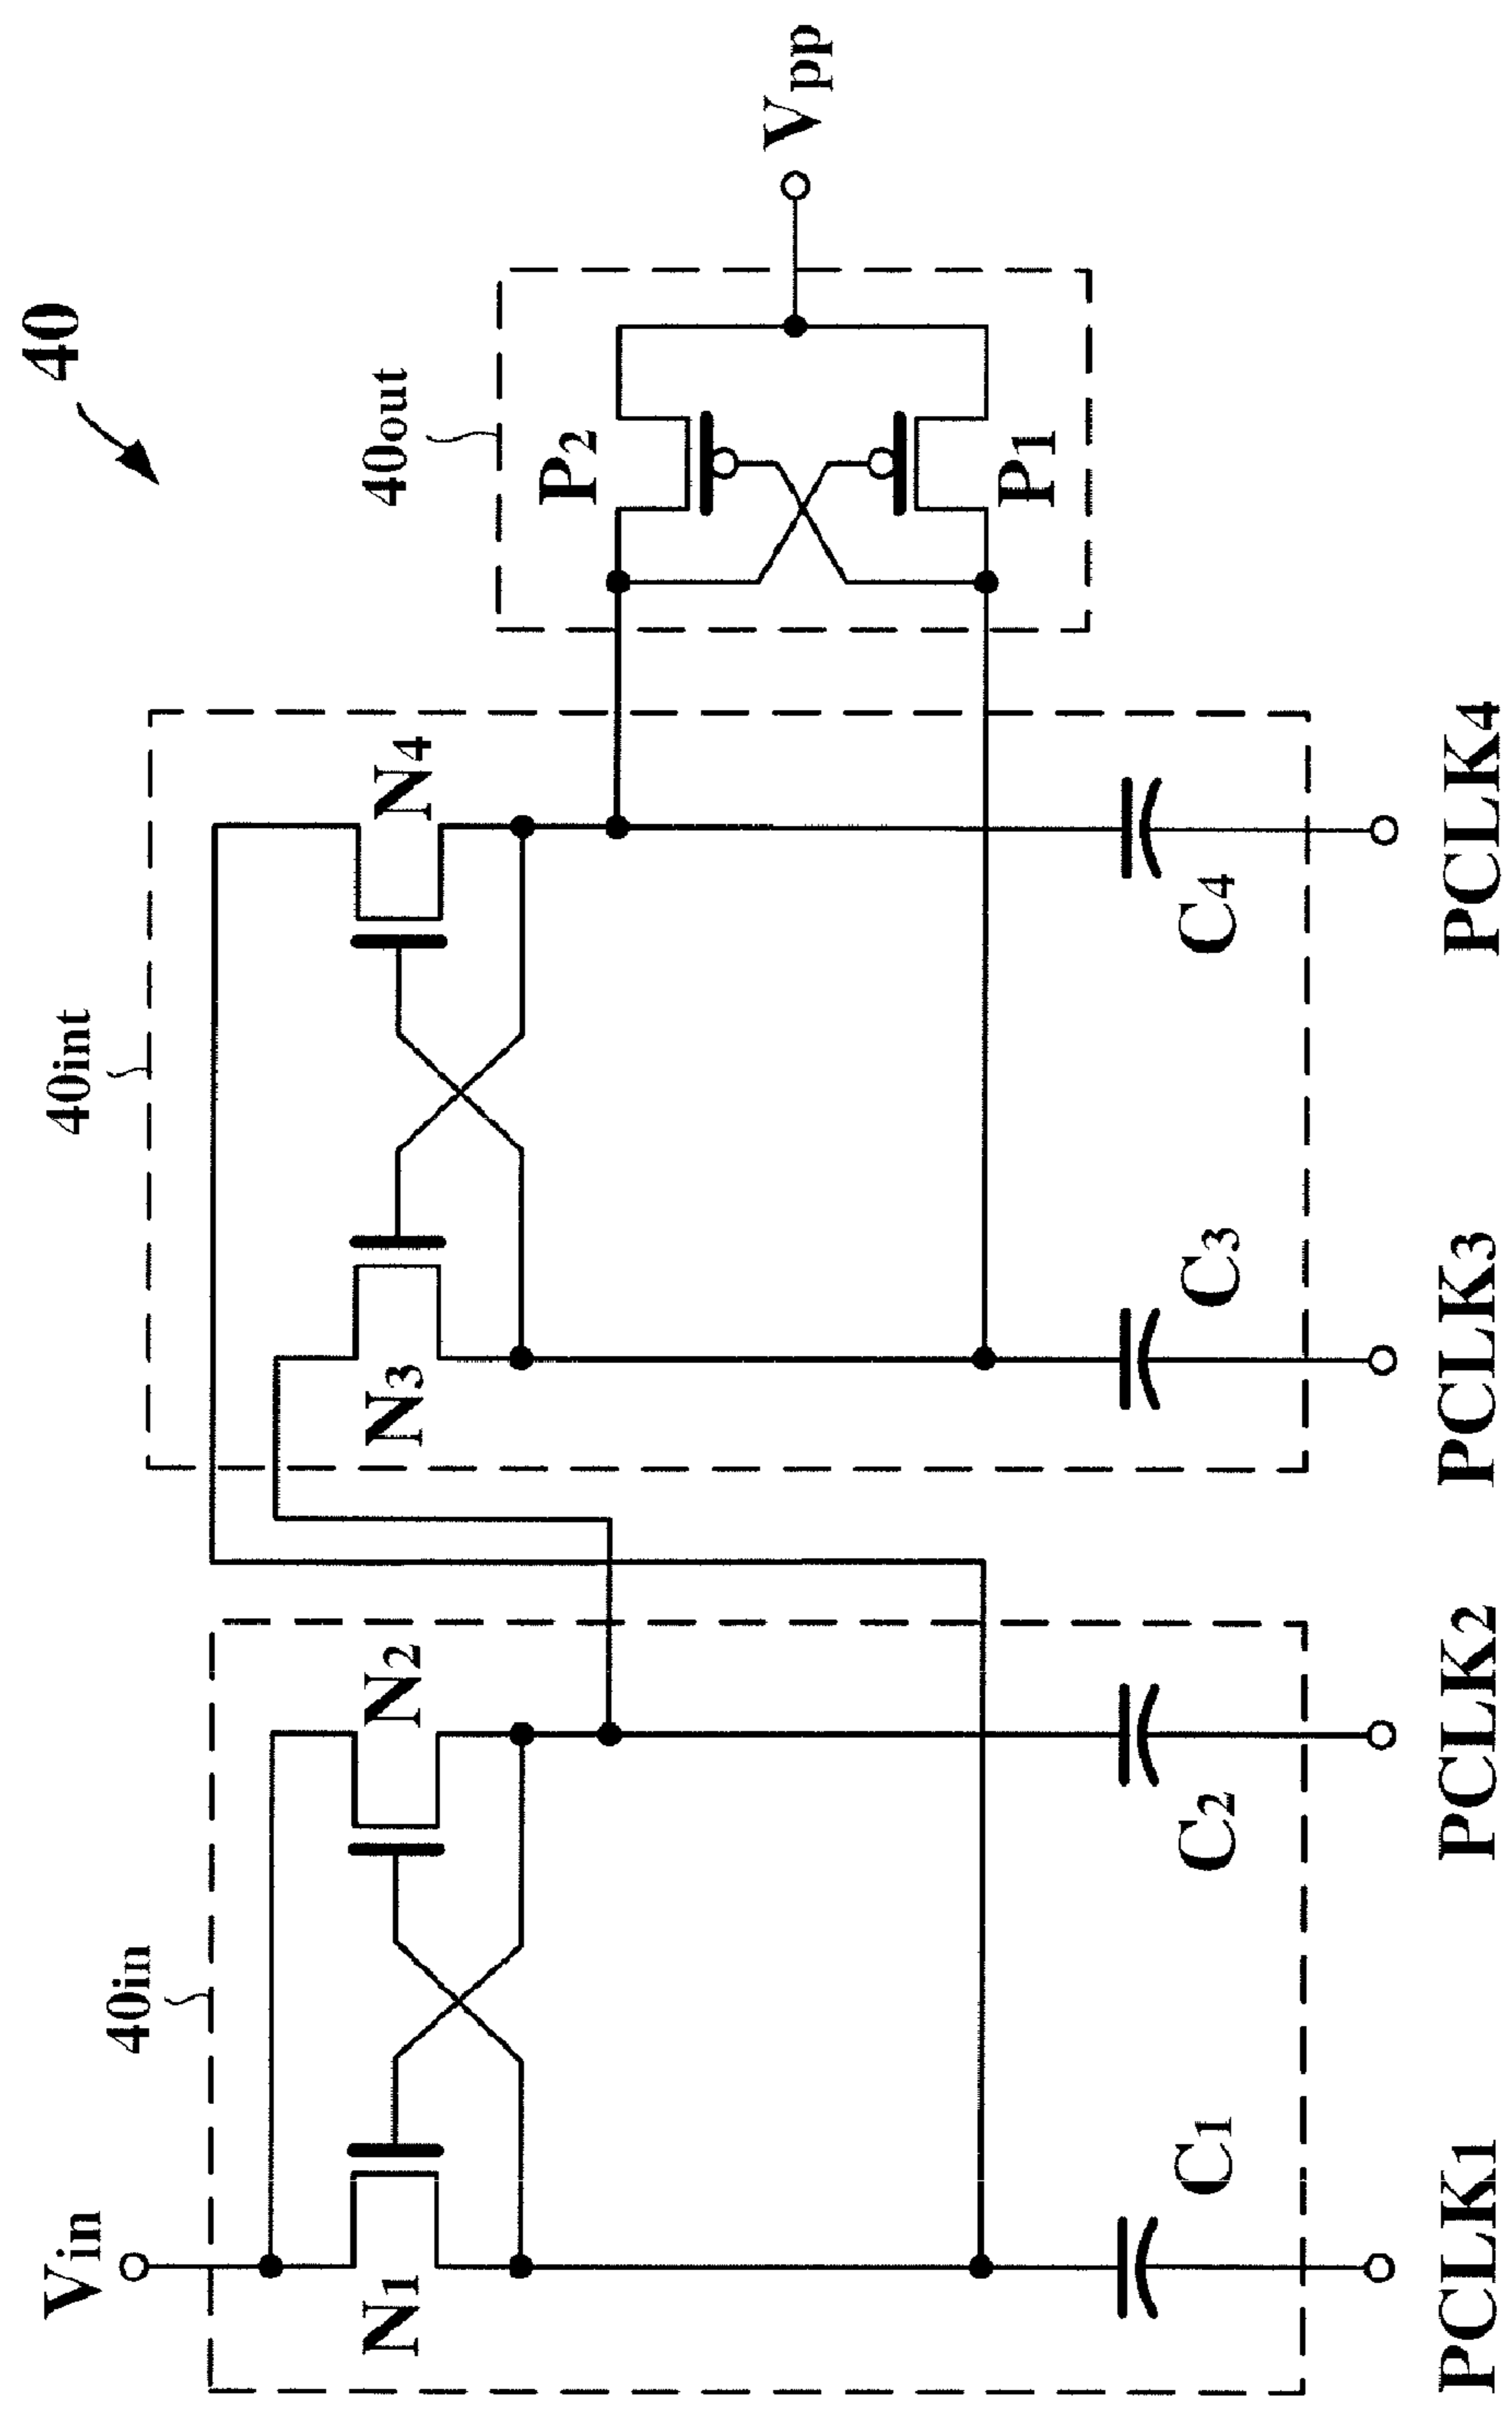 40
40in
40int
40out
Vin
N1
N2
N3
N4
P2
P1
Vpp
C1
C2
C3
C4
PCLK1
PCLK2
PCLK3
PCLK4